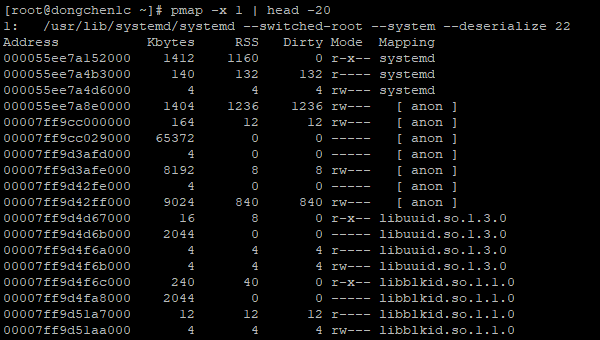 [root@dongchen1c ~]# pmap -x 1 | head -20
1:   /usr/lib/systemd/systemd --switched-root --system --deserialize 22
Address           Kbytes     RSS   Dirty Mode  Mapping
000055ee7a152000    1412    1160       0 r-x-- systemd
000055ee7a4b3000     140     132     132 r---- systemd
000055ee7a4d6000       4       4       4 rw--- systemd
000055ee7a8e0000    1404    1236    1236 rw---   [ anon ]
00007ff9cc000000     164      12      12 rw---   [ anon ]
00007ff9cc029000   65372       0       0 -----   [ anon ]
00007ff9d3afd000       4       0       0 -----   [ anon ]
00007ff9d3afe000    8192       8       8 rw---   [ anon ]
00007ff9d42fe000       4       0       0 -----   [ anon ]
00007ff9d42ff000    9024     840     840 rw---   [ anon ]
00007ff9d4d67000      16       8       0 r-x-- libuuid.so.1.3.0
00007ff9d4d6b000    2044       0       0 ----- libuuid.so.1.3.0
00007ff9d4f6a000       4       4       4 r---- libuuid.so.1.3.0
00007ff9d4f6b000       4       4       4 rw--- libuuid.so.1.3.0
00007ff9d4f6c000     240      40       0 r-x-- libblkid.so.1.1.0
00007ff9d4fa8000    2044       0       0 ----- libblkid.so.1.1.0
00007ff9d51a7000      12      12      12 r---- libblkid.so.1.1.0
00007ff9d51aa000       4       4       4 rw--- libblkid.so.1.1.0